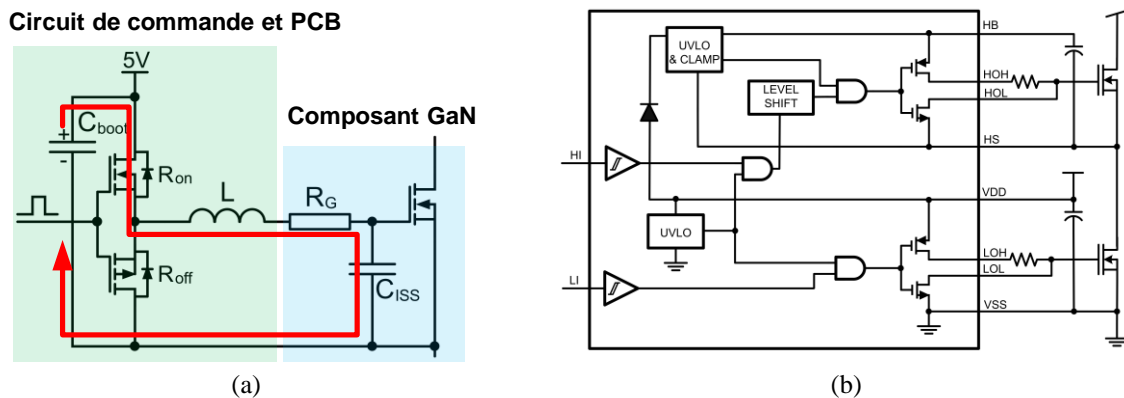 Circuit de commande et PCB
5V
+
Cboot
-
Ron
L
Roff
Composant GaN
RG
CISS
(a)
UVLO
& CLAMP
LEVEL
SHIFT
HB
HOH
HOL
HS
HI
VDD
UVLO
LOH
LOL
LI
VSS
(b)